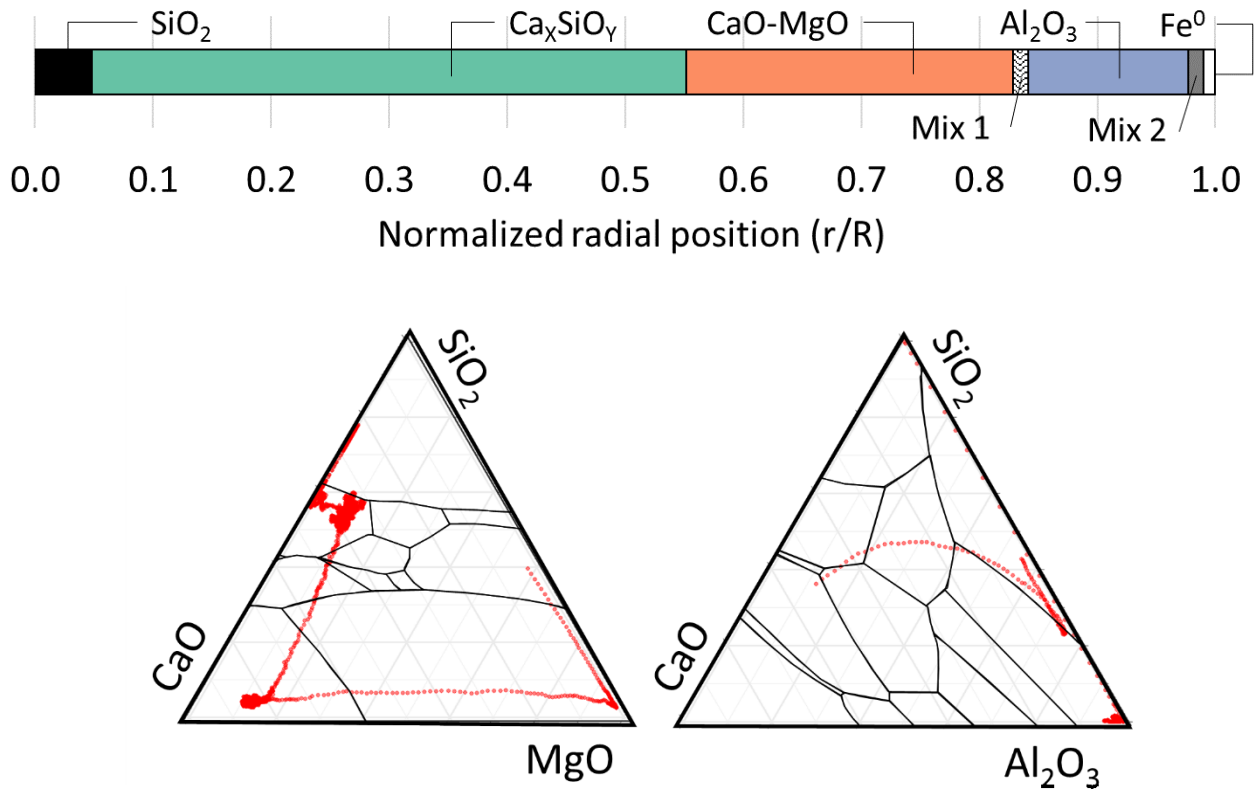 SiO₂ CaₓSiOᵧ CaO-MgO Al₂O₃ Fe⁰
Mix 1 Mix 2
0.0 0.1 0.2 0.3 0.4 0.5 0.6 0.7 0.8 0.9 1.0
Normalized radial position (r/R)
SiO₂ SiO₂
CaO CaO
MgO Al₂O₃